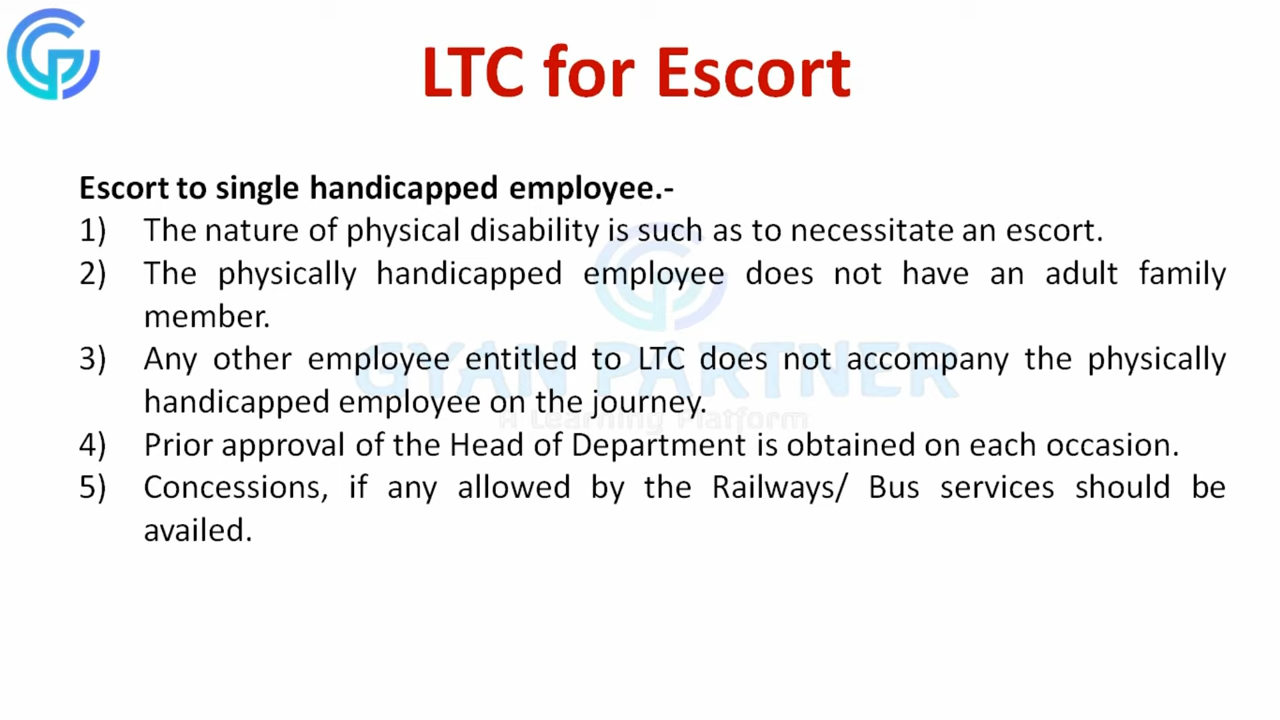 LTC for Escort
Escort to single handicapped employee.-
1) The nature of physical disability is such as to necessitate an escort.
2) The physically handicapped employee does not have an adult family
member.
3) Any other employee entitled to LTC does not accompany the physically
handicapped employee on the journey.
GYAN PARTNER
A Learning Platform
4) Prior approval of the Head of Department is obtained on each occasion.
5) Concessions, if any allowed by the Railways/ Bus services should be
availed.